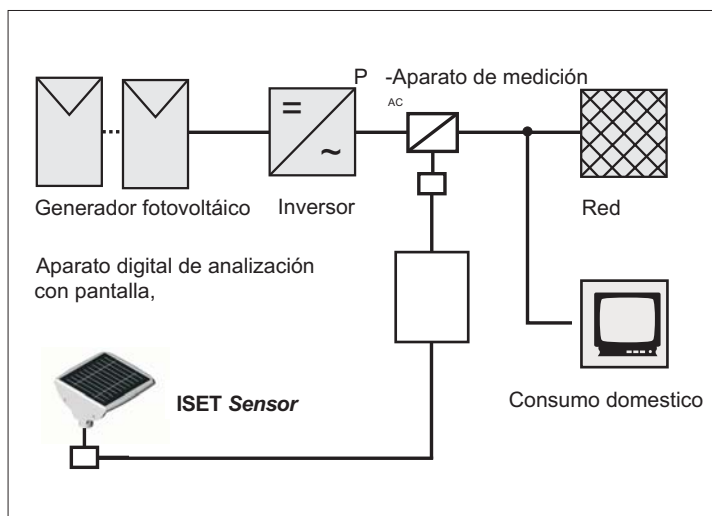 P -Aparato de medición
AC
=
~
Generador fotovoltáico
Inversor
Red
Aparato digital de analización
con pantalla,
ISET Sensor
Consumo domestico